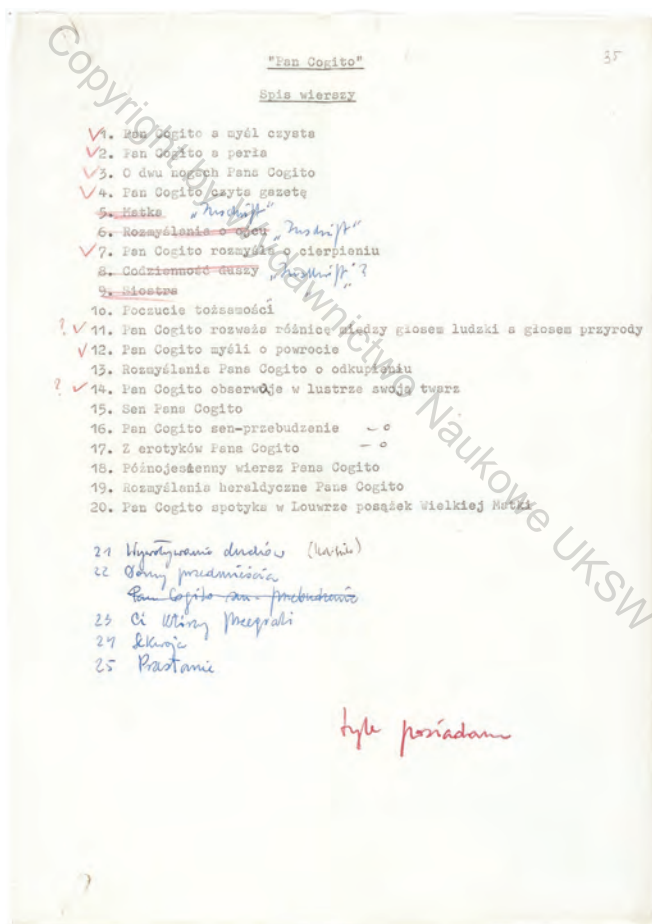 35
"Pan Cogito"
Spis wierszy
1. Pan Cogito a myśl czysta
2. Pan Cogito a perła
3. O dwu nogach Pana Cogito
4. Pan Cogito czyta gazetę
5. Matka
6. Rozmyślania o ojcu
7. Pan Cogito rozmyśla o cierpieniu
8. Codzienność duszy
9. Siostra
10. Poczucie tożsamości
? 11. Pan Cogito rozważa różnicę między głosem ludzki a głosem przyrody
12. Pan Cogito myśli o powrocie
13. Rozmyślania Pana Cogito o odkupieniu
? 14. Pan Cogito obserwuje w lustrze swoją twarz
15. Sen Pana Cogito
16. Pan Cogito sen-przebudzenie – o
17. Z erotyków Pana Cogito – o
18. Późnojesienny wiersz Pana Cogito
19. Rozmyślania heraldyczne Pana Cogito
20. Pan Cogito spotyka w Louwrze posążek Wielkiej Matki
21 Wywoływanie duchów
22 Domy przedmieścia
Pan Cogito sen - przebudzenie
23 Ci którzy przegrali
24 Sekwoja
25 Przesłanie
tyle posiadam
Copyright by Wydawnictwo Naukowe UKSW